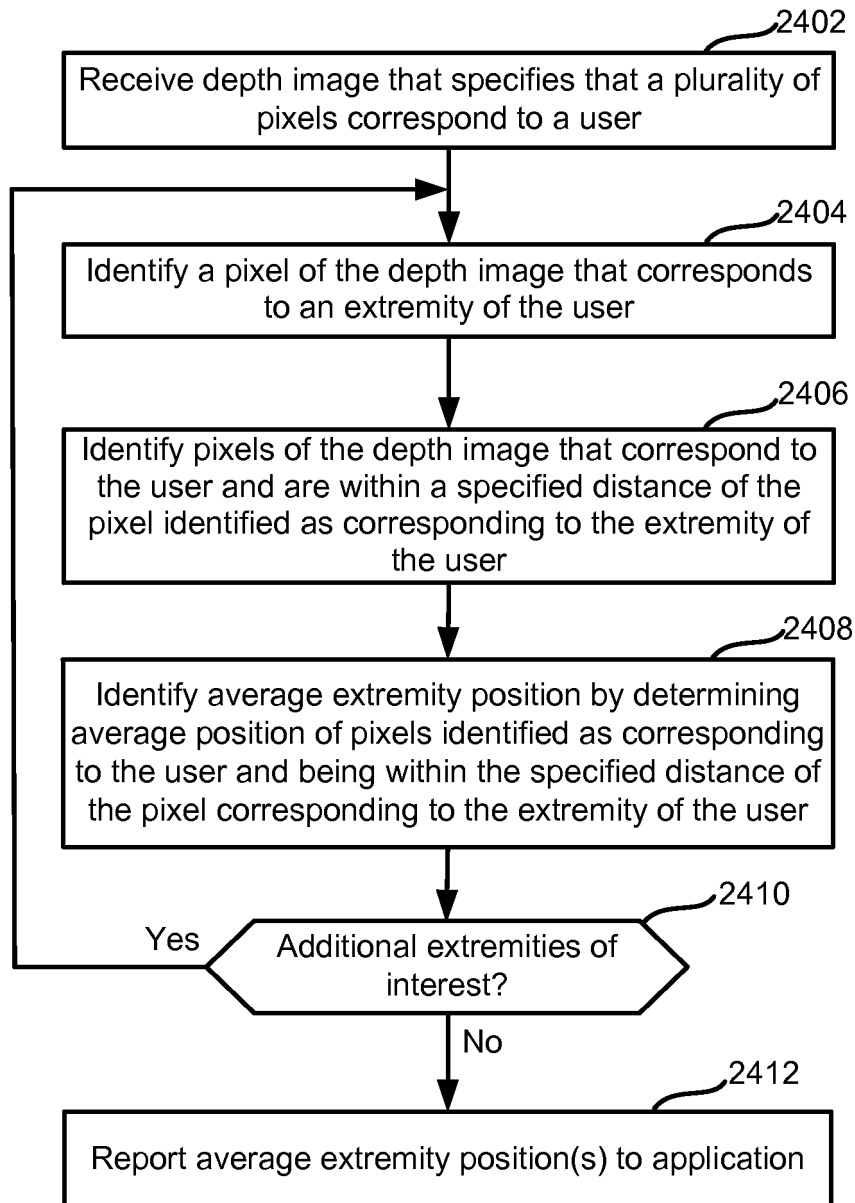 2402
Receive depth image that specifies that a plurality of
pixels correspond to a user
2404
Identify a pixel of the depth image that corresponds
to an extremity of the user
2406
Identify pixels of the depth image that correspond to
the user and are within a specified distance of the
pixel identified as corresponding to the extremity of
the user
2408
Identify average extremity position by determining
average position of pixels identified as corresponding
to the user and being within the specified distance of
the pixel corresponding to the extremity of the user
2410
Yes
Additional extremities of
interest?
No
2412
Report average extremity position(s) to application